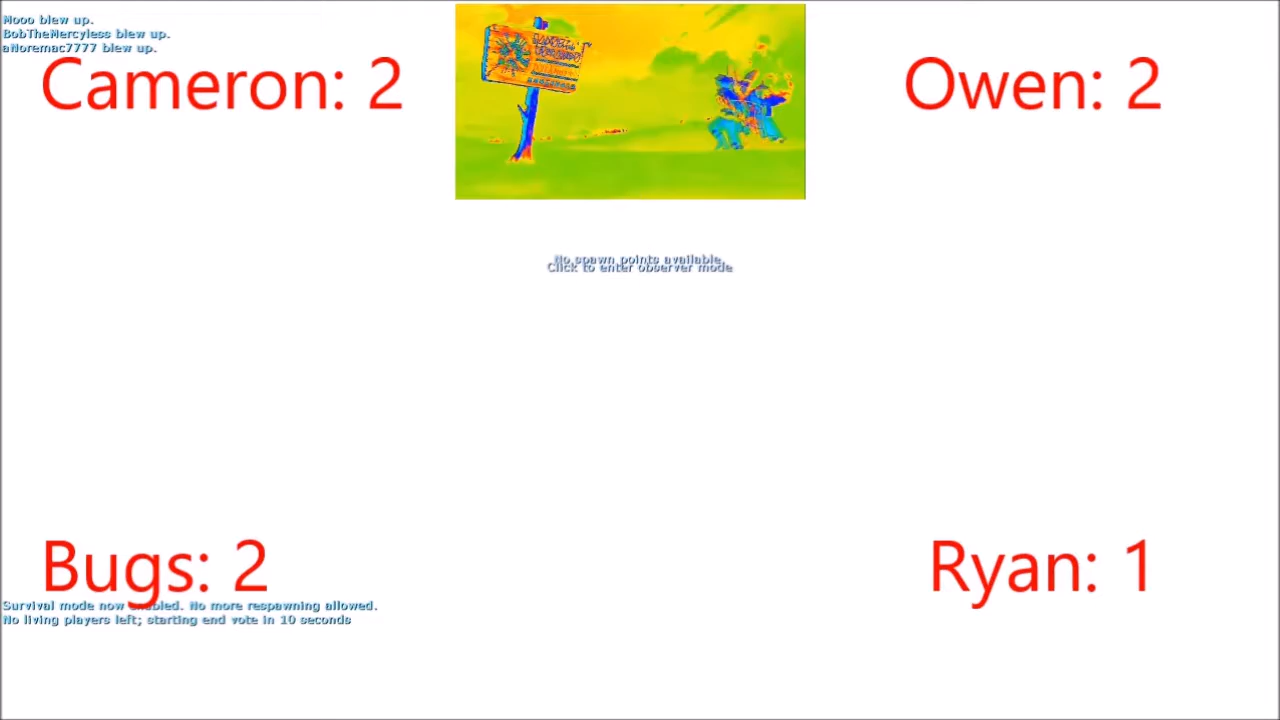 Mooo blew up.
BobTheMercyless blew up.
aNoremac7777 blew up.
Cameron: 2
Owen: 2
No spawn points available.
Click to enter observer mode
Bugs: 2
Ryan: 1
Survival mode now enabled. No more respawning allowed.
No living players left; starting end vote in 10 seconds